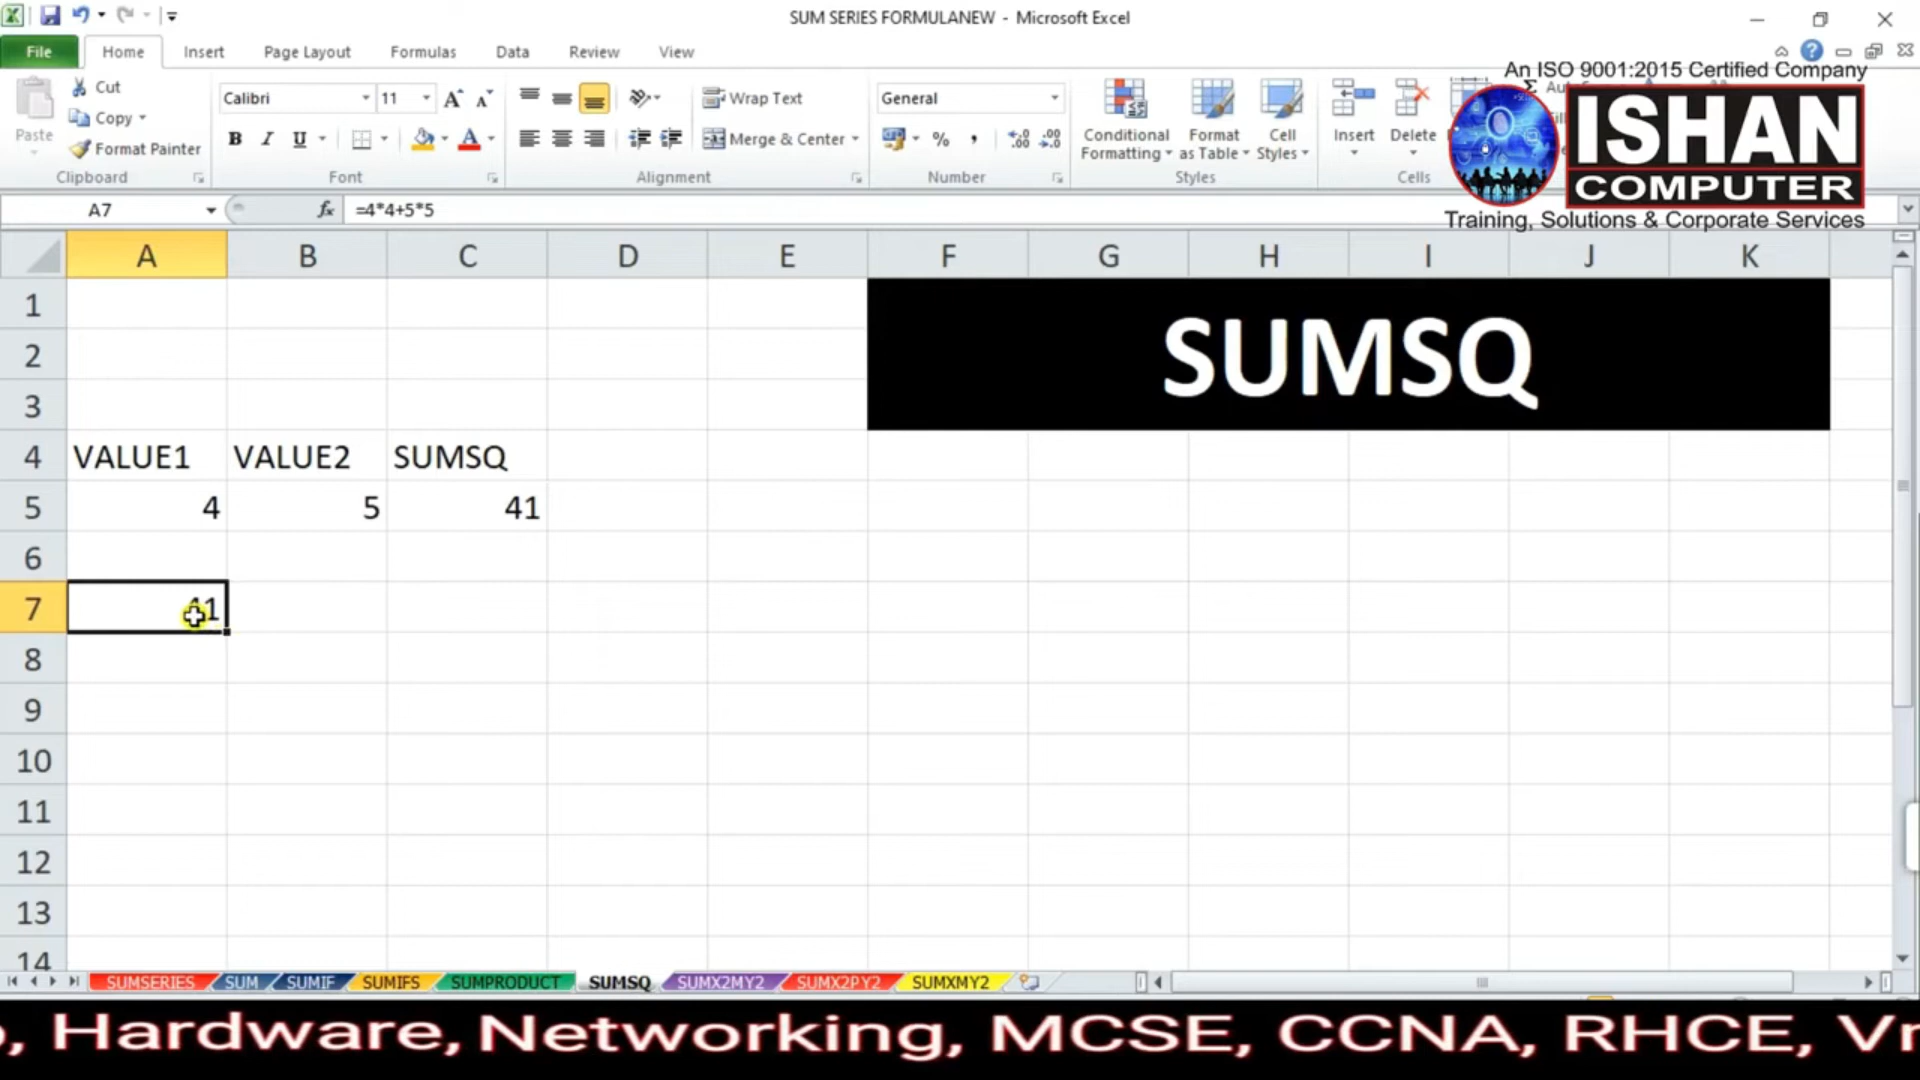 SUM SERIES FORMULANEW - Microsoft Excel
File Home Insert Page Layout Formulas Data Review View
An ISO 9001:2015 Certified Company
ISHAN
COMPUTER
Training, Solutions & Corporate Services
Paste
Cut
Copy
Format Painter
Clipboard
Calibri 11
B I U
Font
Wrap Text
Merge & Center
Alignment
General
%
Number
Conditional Formatting
Format as Table
Cell Styles
Styles
Insert Delete
Cells
A7 fx =4*4+5*5
A B C D E F G H I J K
1
SUMSQ
2
3
4 VALUE1 VALUE2 SUMSQ
5 4 5 41
6
7 41
8
9
10
11
12
13
14
SUMSERIES SUM SUMIF SUMIFS SUMPRODUCT SUMSQ SUMX2MY2 SUMX2PY2 SUMXMY2
, Hardware, Networking, MCSE, CCNA, RHCE,